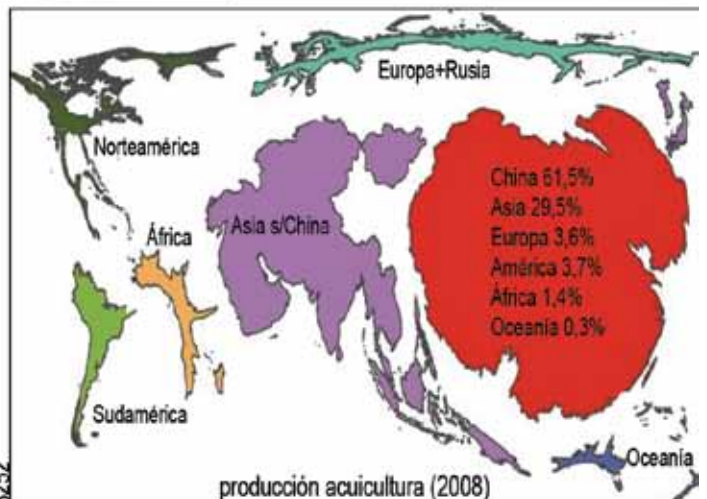 Europa+Rusia
Norteamérica
China 61,5%
Asia 29,5%
Europa 3,6%
América 3,7%
África 1,4%
Oceanía 0,3%
Asia s/China
África
Sudamérica
Oceanía
producción acuicultura (2008)